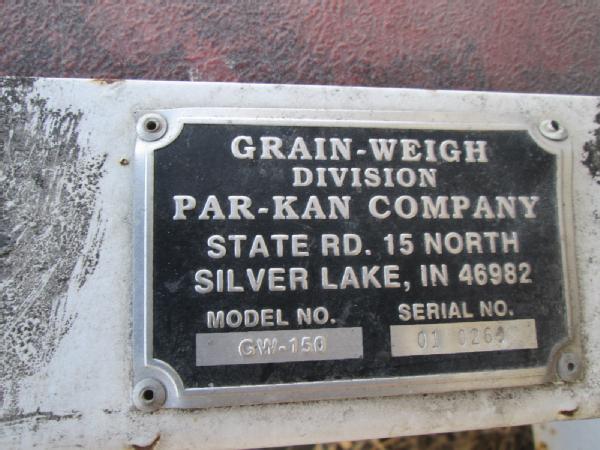 GRAIN-WEIGH
DIVISION
PAR-KAN COMPANY
STATE RD. 15 NORTH
SILVER LAKE, IN 46982
MODEL NO. SERIAL NO.
GW-150 01